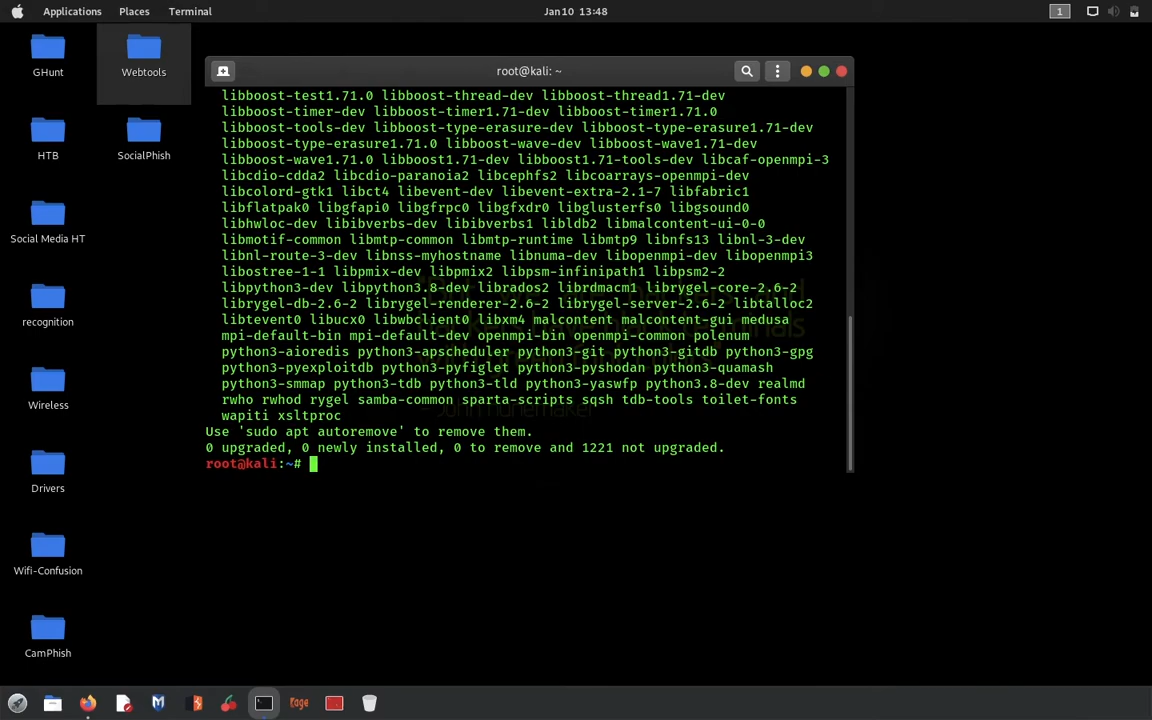 Applications Places Terminal Jan 10 13:48 1
GHunt
Webtools
HTB
SocialPhish
Social Media HT
recognition
Wireless
Drivers
Wifi-Confusion
CamPhish
root@kali: ~
libboost-test1.71.0 libboost-thread-dev libboost-thread1.71-dev
libboost-timer-dev libboost-timer1.71-dev libboost-timer1.71.0
libboost-tools-dev libboost-type-erasure-dev libboost-type-erasure1.71-dev
libboost-type-erasure1.71.0 libboost-wave-dev libboost-wave1.71-dev
libboost-wave1.71.0 libboost1.71-dev libboost1.71-tools-dev libcaf-openmpi-3
libcdio-cdda2 libcdio-paranoia2 libcephfs2 libcoarrays-openmpi-dev
libcolord-gtk1 libct4 libevent-dev libevent-extra-2.1-7 libfabric1
libflatpak0 libgfapi0 libgfrpc0 libgfxdr0 libglusterfs0 libgsound0
libhwloc-dev libibverbs-dev libibverbs1 libldb2 libmalcontent-ui-0-0
libmotif-common libmtp-common libmtp-runtime libmtp9 libnfs13 libnl-3-dev
libnl-route-3-dev libnss-myhostname libnuma-dev libopenmpi-dev libopenmpi3
libostree-1-1 libpmix-dev libpmix2 libpsm-infinipath1 libpsm2-2
libpython3-dev libpython3.8-dev librados2 librdmacm1 librygel-core-2.6-2
librygel-db-2.6-2 librygel-renderer-2.6-2 librygel-server-2.6-2 libtalloc2
libtevent0 libucx0 libwbclient0 libxm4 malcontent malcontent-gui medusa
mpi-default-bin mpi-default-dev openmpi-bin openmpi-common polenum
python3-aioredis python3-apscheduler python3-git python3-gitdb python3-gpg
python3-pyexploitdb python3-pyfiglet python3-pyshodan python3-quamash
python3-smmap python3-tdb python3-tld python3-yaswfp python3.8-dev realmd
rwho rwhod rygel samba-common sparta-scripts sqsh tdb-tools toilet-fonts
wapiti xsltproc
Use 'sudo apt autoremove' to remove them.
0 upgraded, 0 newly installed, 0 to remove and 1221 not upgraded.
root@kali:~#